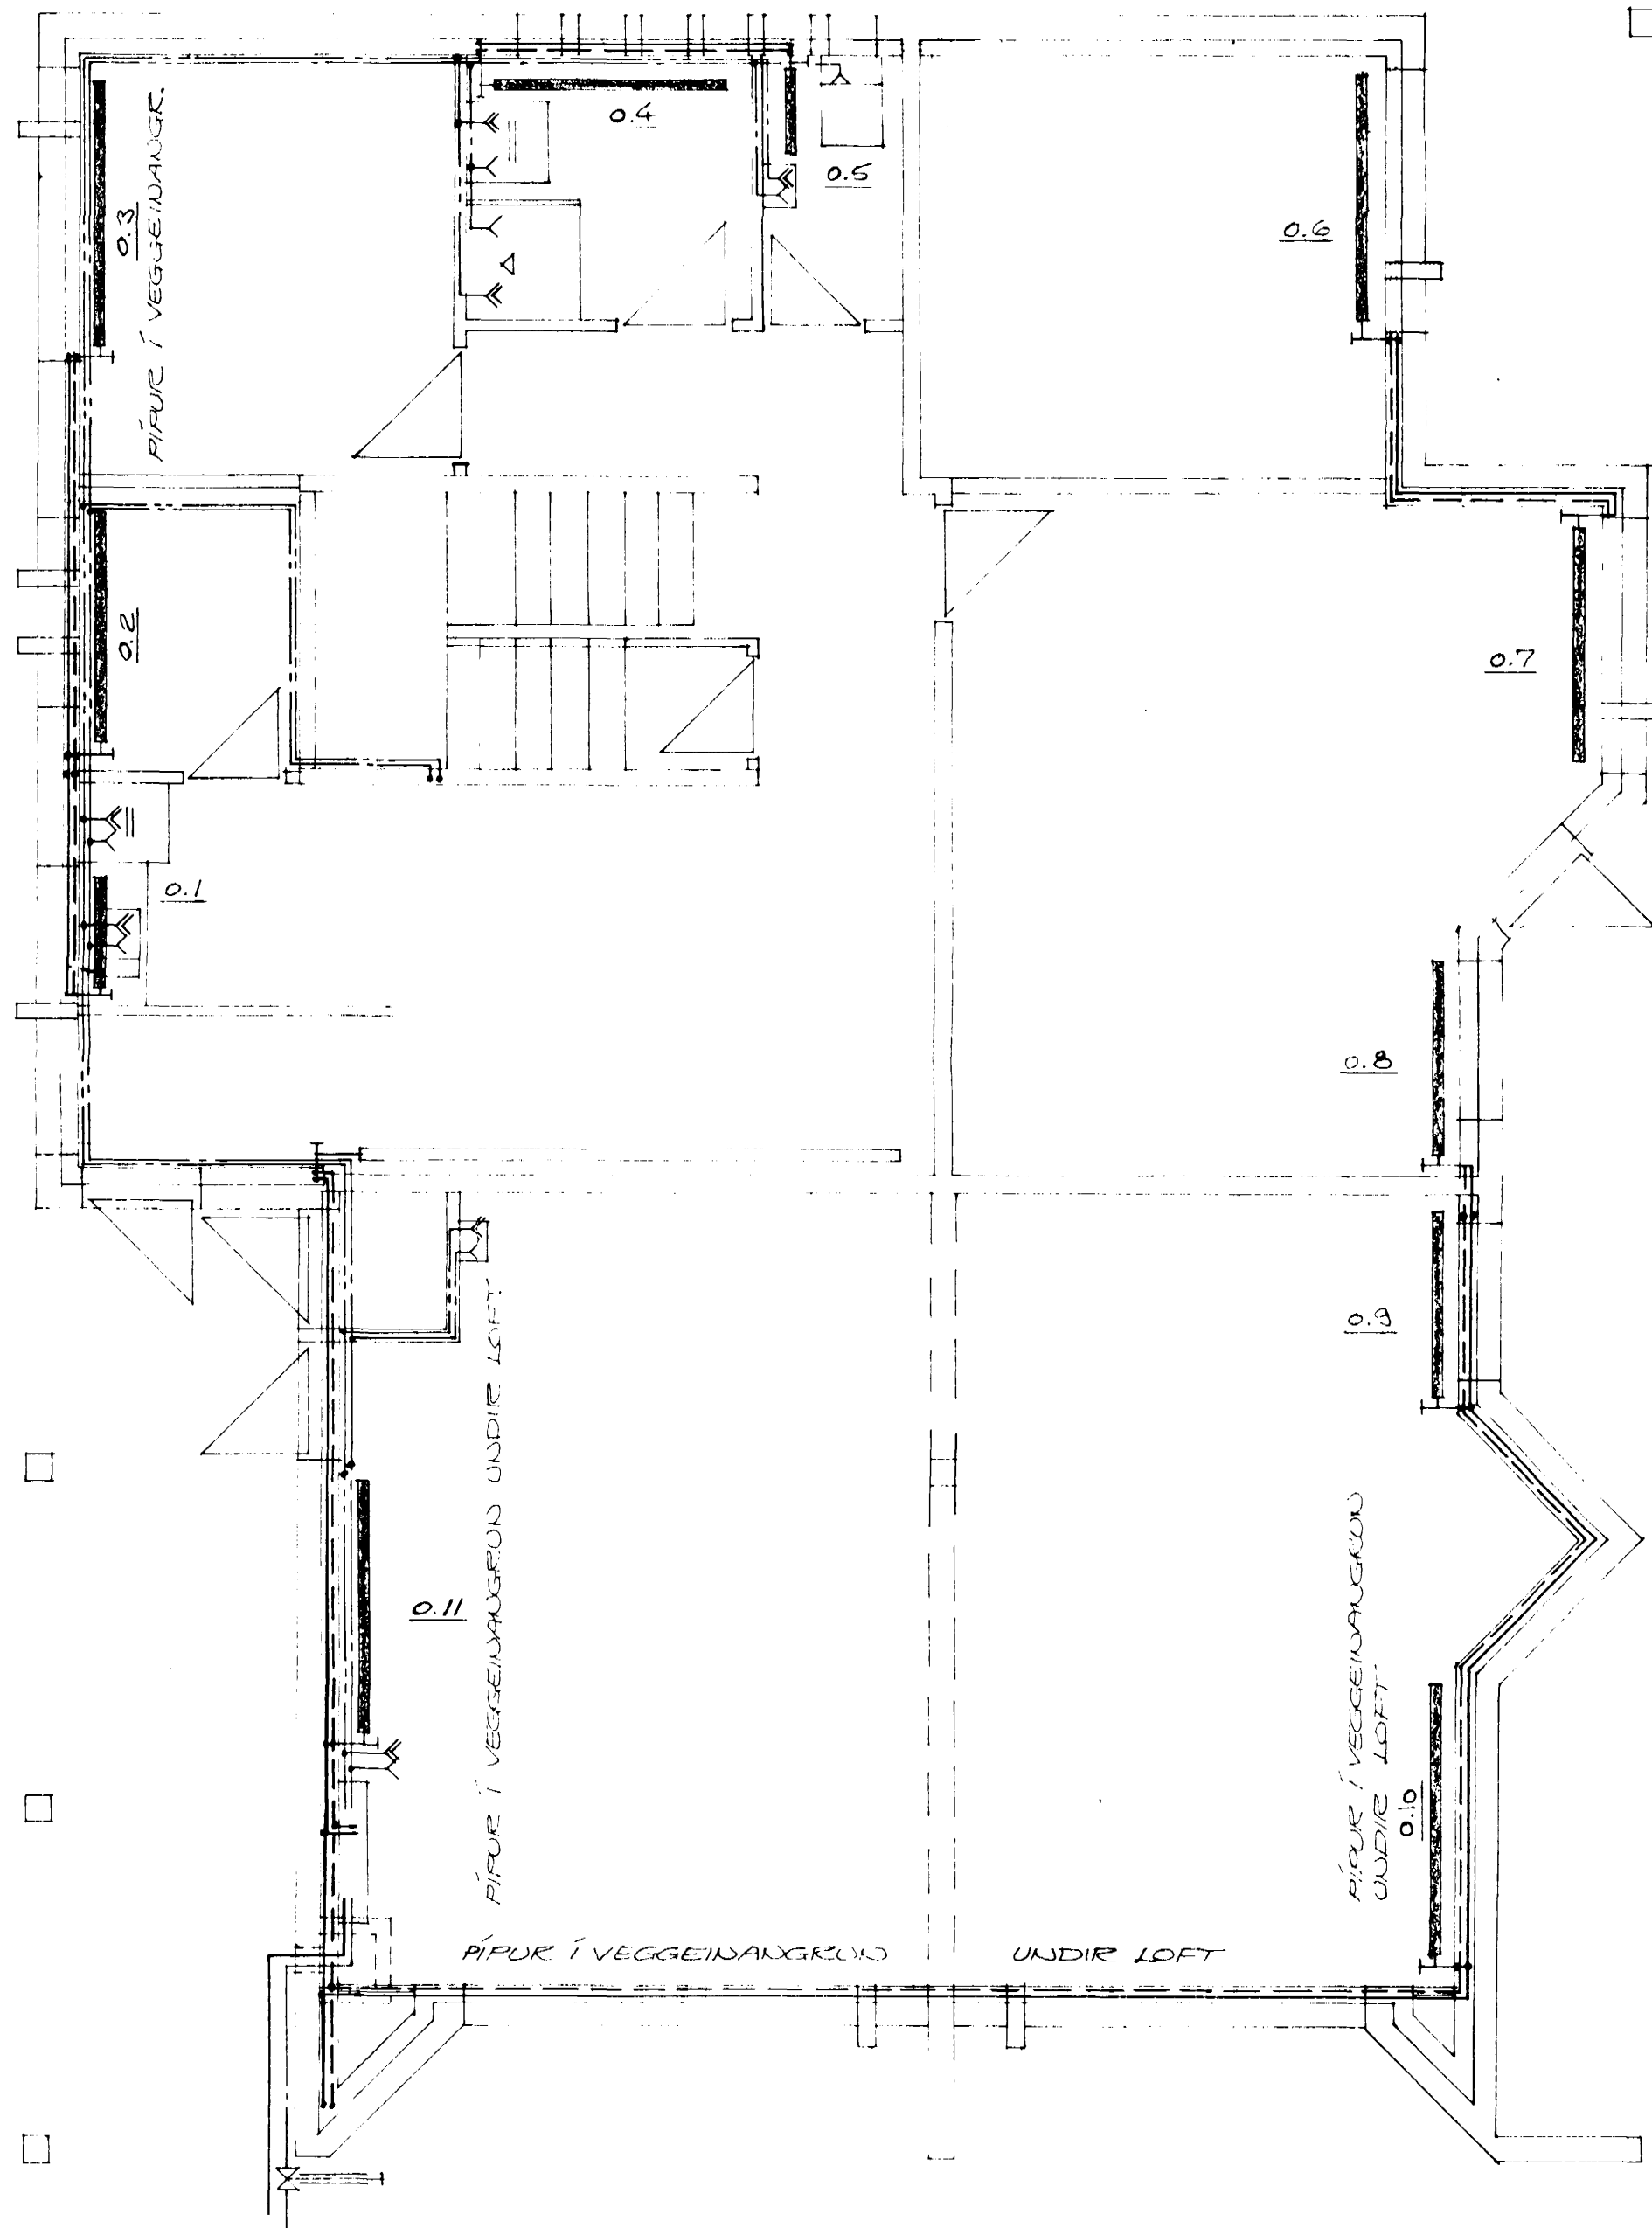 0.4
0.5
0.3
PÍPUR Í VEGGEINANGR.
0.6
0.2
0.7
0.1
0.8
0.9
PÍPUR Í VEGGEINANGRUN UNDIR LOFT.
0.11
PÍPUR Í VEGGEINANGRUN
UNDIR LOFT
0.10
PÍPUR Í VEGGEINANGRUN UNDIR LOFT